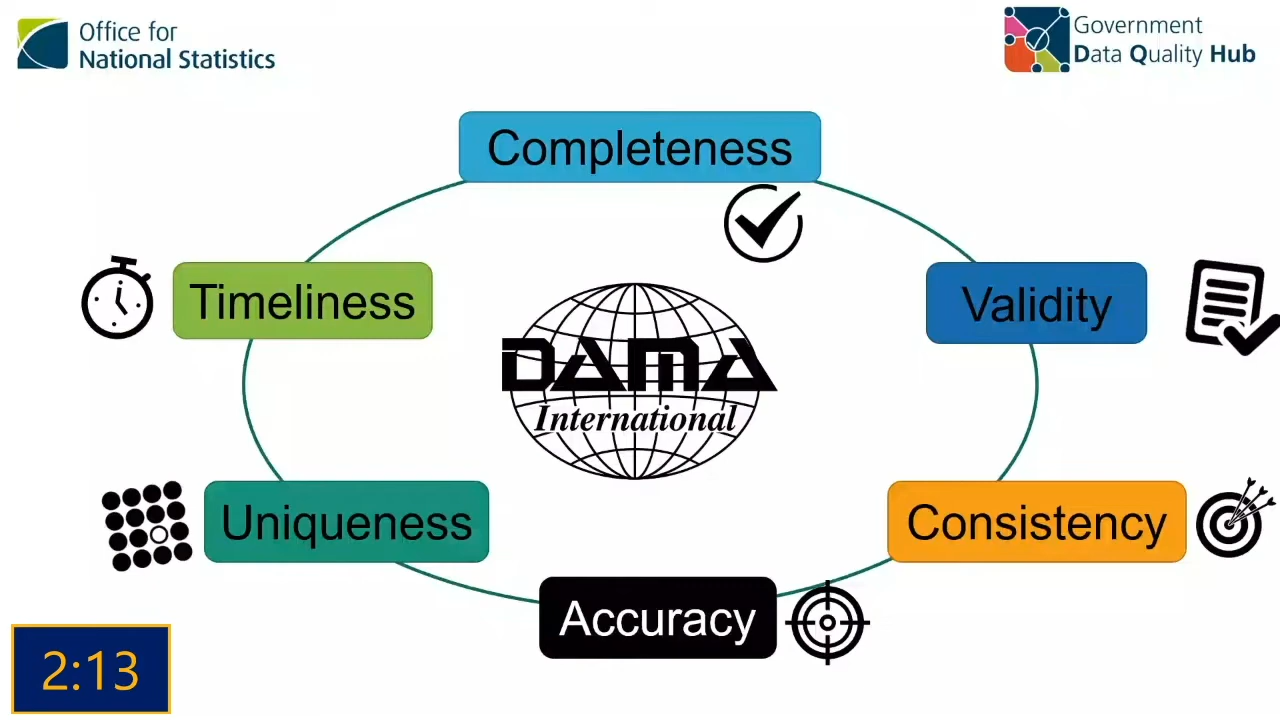 Office for
National Statistics
Government
Data Quality Hub
Completeness
Timeliness
Validity
DAMA
International
Uniqueness
Consistency
Accuracy
2:13